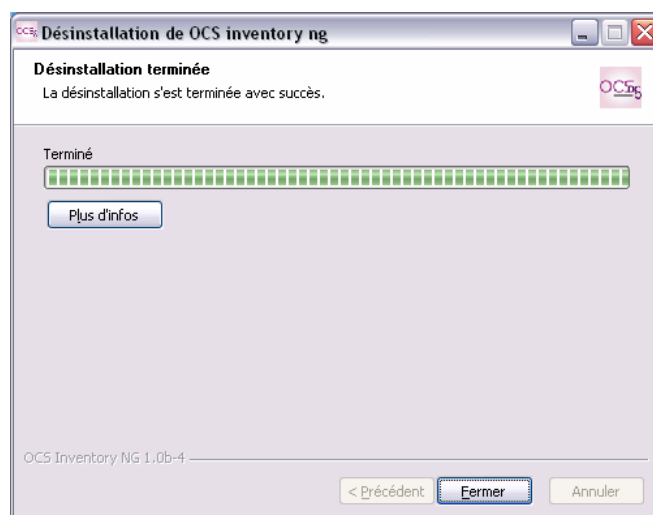 Désinstallation de OCS inventory ng
Désinstallation terminée
La désinstallation s'est terminée avec succès.
Terminé
Plus d'infos
OCS Inventory NG 1.0b-4
< Précédent Fermer Annuler